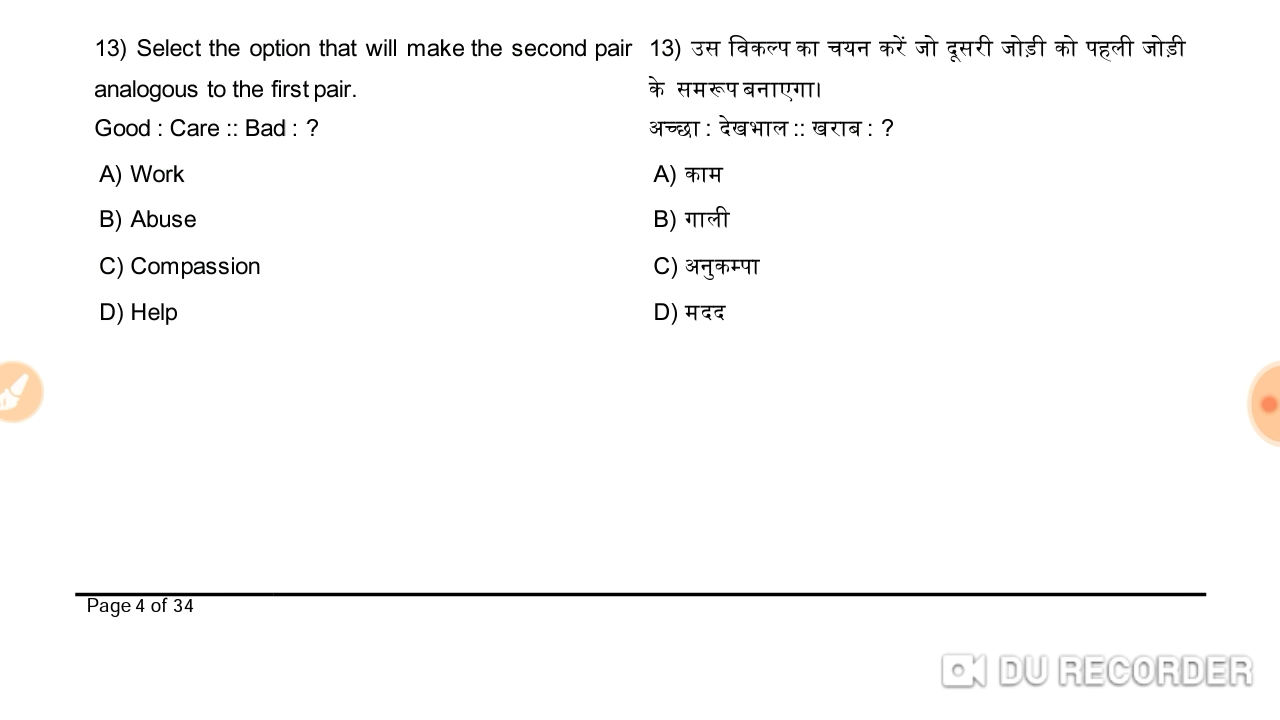 13) Select the option that will make the second pair
analogous to the first pair.
Good : Care :: Bad : ?
A) Work
B) Abuse
C) Compassion
D) Help
13) उस विकल्प का चयन करें जो दूसरी जोड़ी को पहली जोड़ी
के समरूप बनाएगा।
अच्छा : देखभाल :: खराब : ?
A) काम
B) गाली
C) अनुकम्पा
D) मदद
Page 4 of 34
DU RECORDER